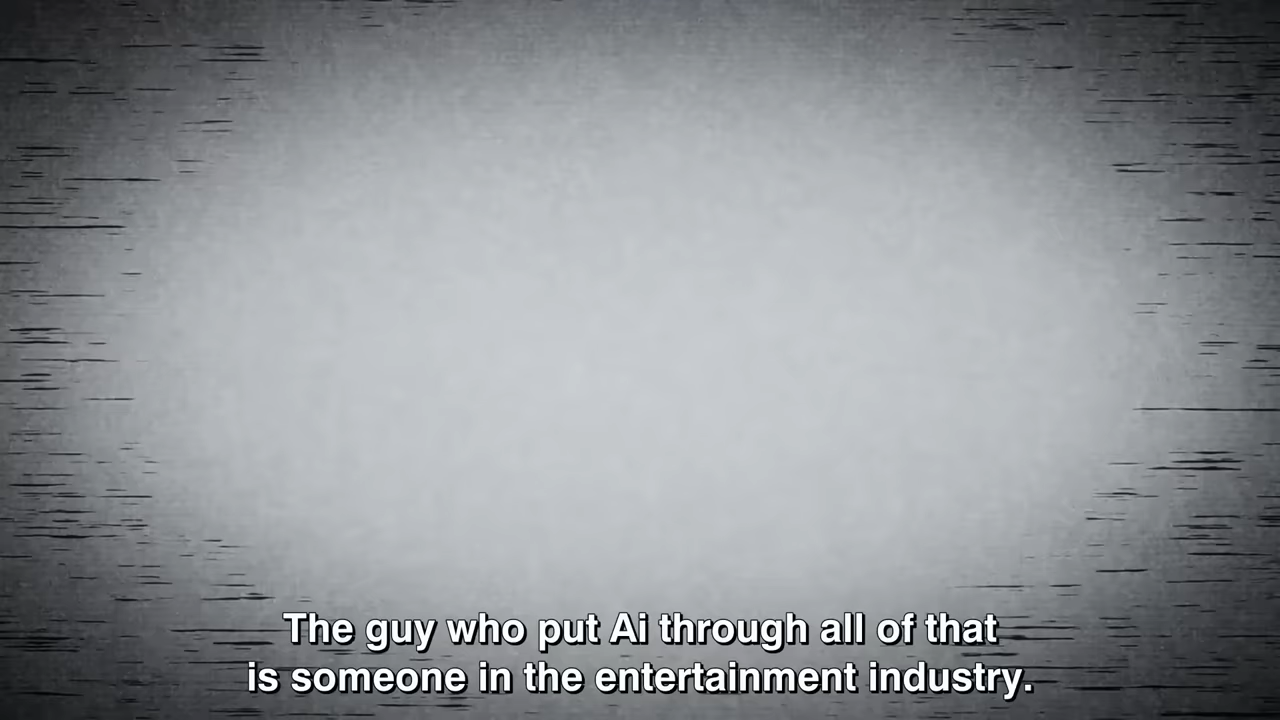 The guy who put Ai through all of that
is someone in the entertainment industry.